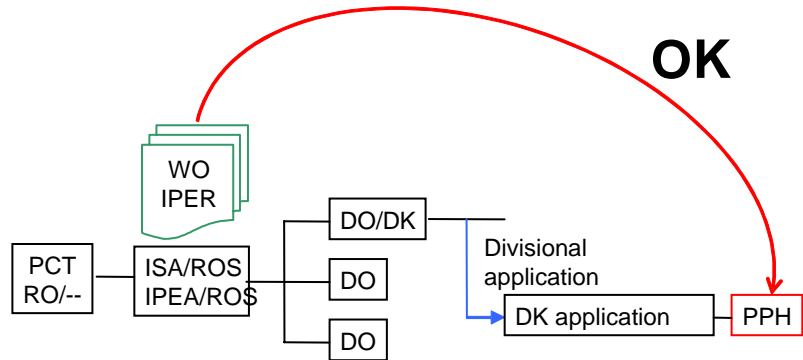 OK
WO
IPER
DO/DK
Divisional
application
PCT
RO/--
ISA/ROS
IPEA/ROS
DO
DK application
PPH
DO